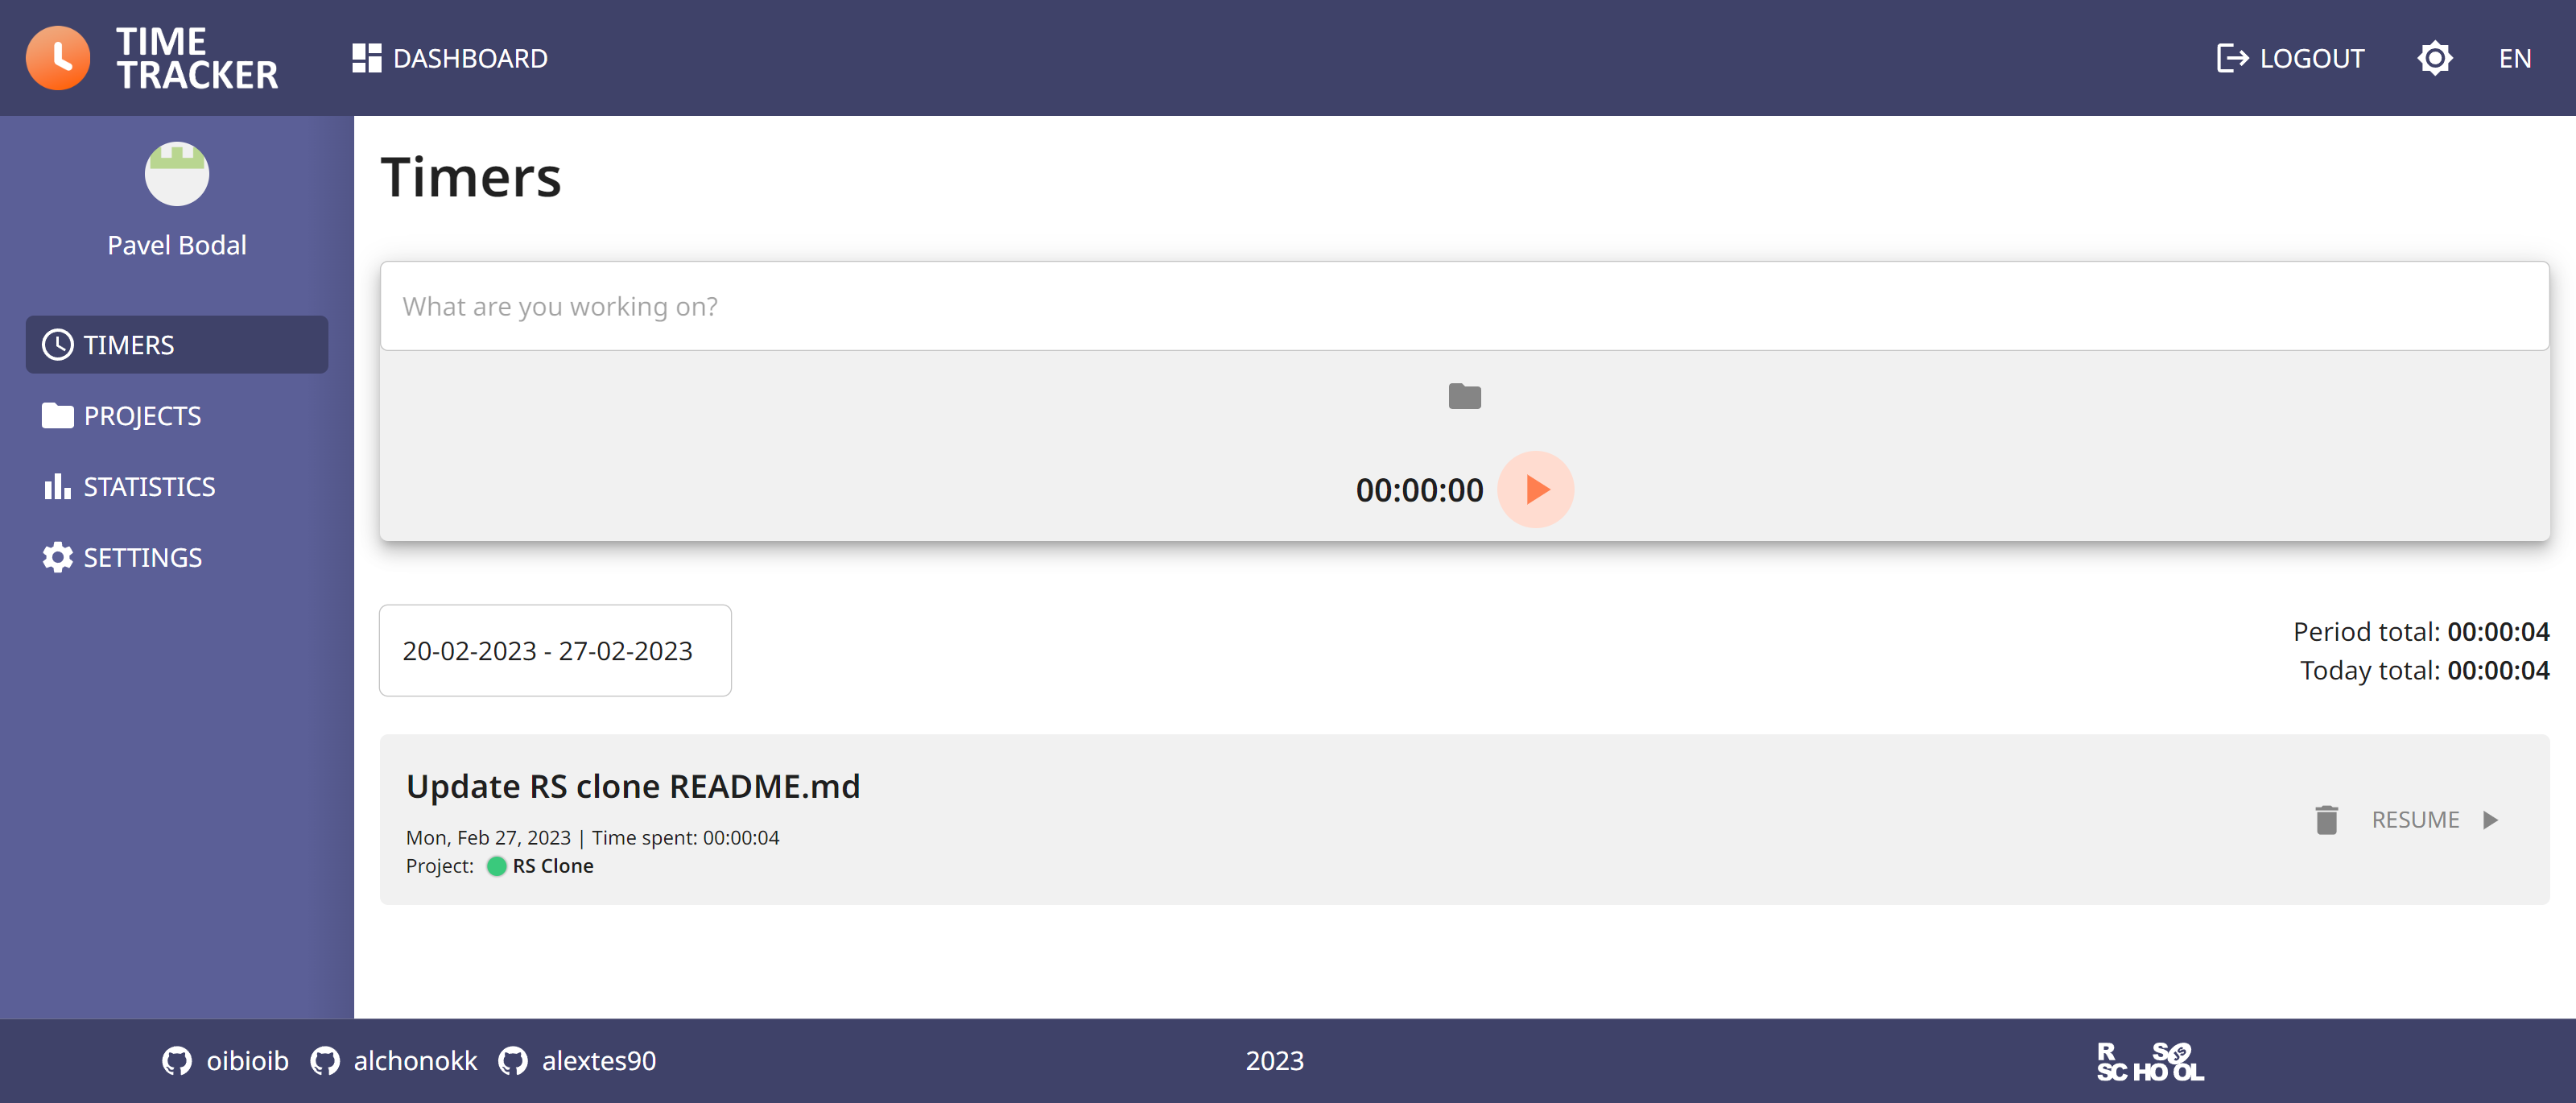 TIME
TRACKER
DASHBOARD
LOGOUT
EN
Pavel Bodal
TIMERS
PROJECTS
STATISTICS
SETTINGS
Timers
What are you working on?
00:00:00
20-02-2023 - 27-02-2023
Period total: 00:00:04
Today total: 00:00:04
Update RS clone README.md
Mon, Feb 27, 2023 | Time spent: 00:00:04
Project: RS Clone
RESUME
oibioib alchonokk alextes90
2023
RS JS
SCHOOL